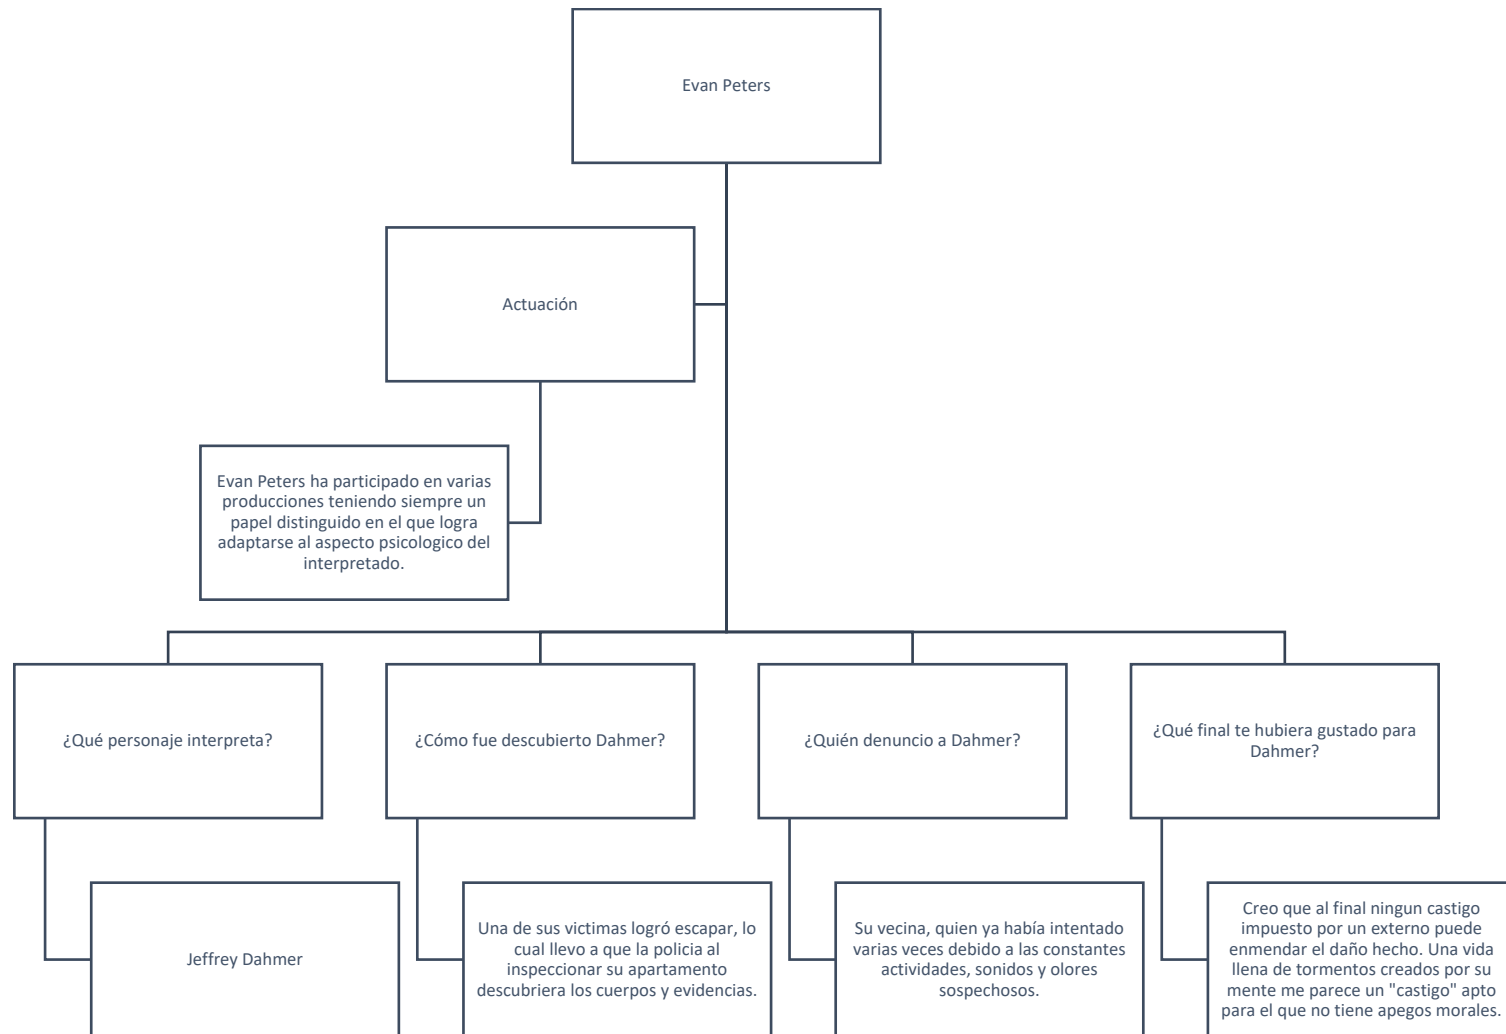 Evan Peters
Actuación
Evan Peters ha participado en varias
producciones teniendo siempre un
papel distinguido en el que logra
adaptarse al aspecto psicologico del
interpretado.
¿Qué personaje interpreta?
¿Cómo fue descubierto Dahmer?
¿Quién denuncio a Dahmer?
¿Qué final te hubiera gustado para
Dahmer?
Jeffrey Dahmer
Una de sus victimas logró escapar, lo
cual llevo a que la policia al
inspeccionar su apartamento
descubriera los cuerpos y evidencias.
Su vecina, quien ya había intentado
varias veces debido a las constantes
actividades, sonidos y olores
sospechosos.
Creo que al final ningun castigo
impuesto por un externo puede
enmendar el daño hecho. Una vida
llena de tormentos creados por su
mente me parece un "castigo" apto
para el que no tiene apegos morales.